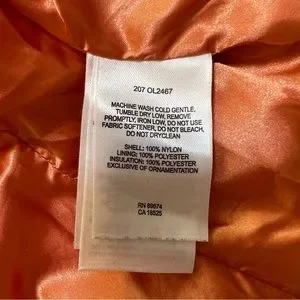 207 OL2467
MACHINE WASH COLD GENTLE,
TUMBLE DRY LOW, REMOVE
PROMPTLY, IRON LOW, DO NOT USE
FABRIC SOFTENER, DO NOT BLEACH,
DO NOT DRYCLEAN
SHELL: 100% NYLON
LINING: 100% POLYESTER
INSULATION: 100% POLYESTER
EXCLUSIVE OF ORNAMENTATION
RN 89574
CA 18525